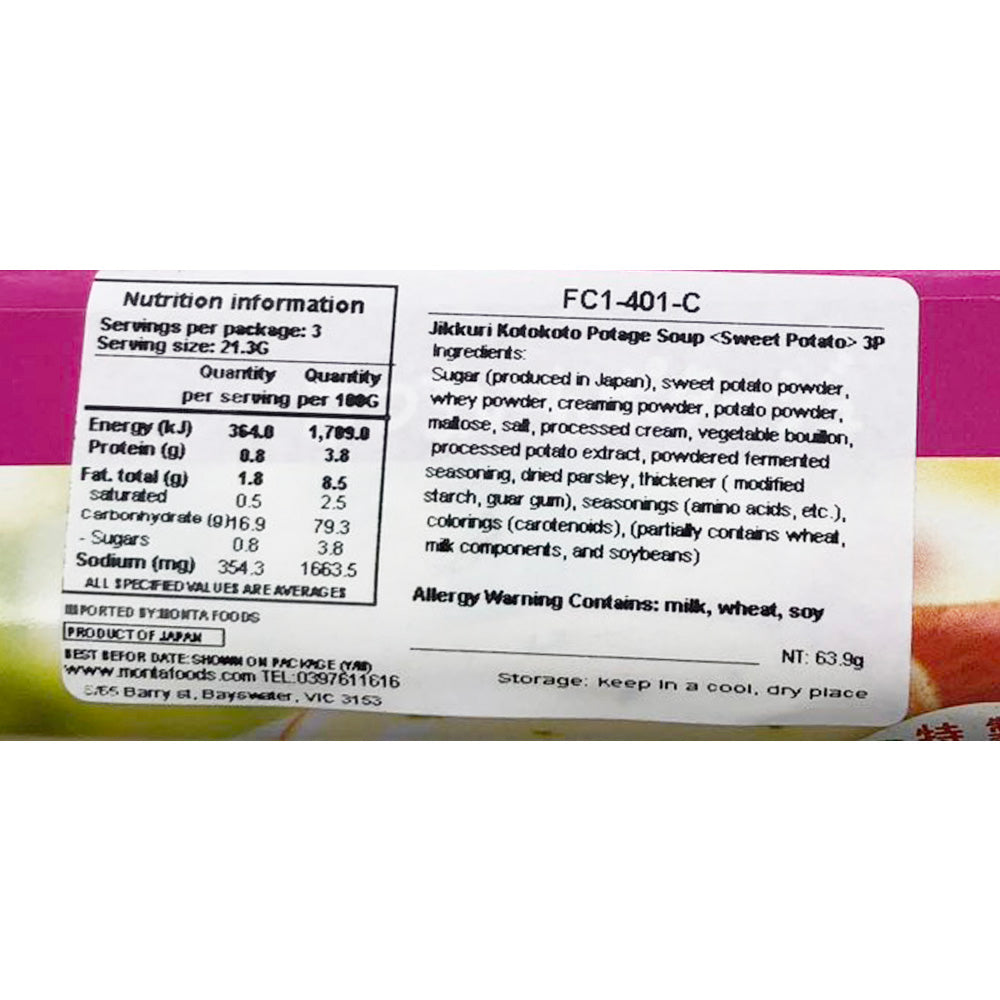 Nutrition information
Servings per package: 3
Serving size: 21.3G
Quantity Quantity
per serving per 100G
Energy (kJ) 364.0 1,709.0
Protein (g) 0.8 3.8
Fat. total (g) 1.8 8.5
saturated 0.5 2.5
Carbonhydrate (g) 16.9 79.3
- Sugars 0.8 3.8
Sodium (mg) 354.3 1663.5
ALL SPECIFIED VALUES ARE AVERAGES
IMPORTED BY:MONTA FOODS
PRODUCT OF JAPAN
BEST BEFOR DATE:SHOWN ON PACKAGE (Y/M)
www.montafoods.com TEL:0397611616
Barry st, Bayswater, VIC 3153
FC1-401-C
Jikkuri Kotokoto Potage Soup <Sweet Potato> 3P
Ingredients:
Sugar (produced in Japan), sweet potato powder,
whey powder, creaming powder, potato powder,
maltose, salt, processed cream, vegetable bouillon,
processed potato extract, powdered fermented
seasoning, dried parsley, thickener ( modified
starch, guar gum), seasonings (amino acids, etc.),
colorings (carotenoids), (partially contains wheat,
milk components, and soybeans)
Allergy Warning Contains: milk, wheat, soy
NT: 63.9g
Storage: keep in a cool, dry place
特